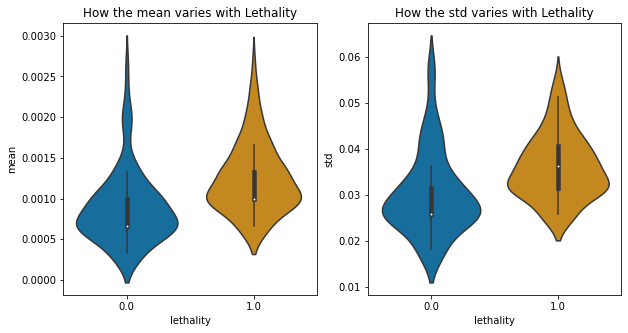 How the mean varies with Lethality
How the std varies with Lethality
0.0030
0.0025
0.0020
0.0015
0.0010
0.0005
0.0000
mean
0.0
1.0
lethality
0.06
0.05
0.04
0.03
0.02
0.01
std
0.0
1.0
lethality